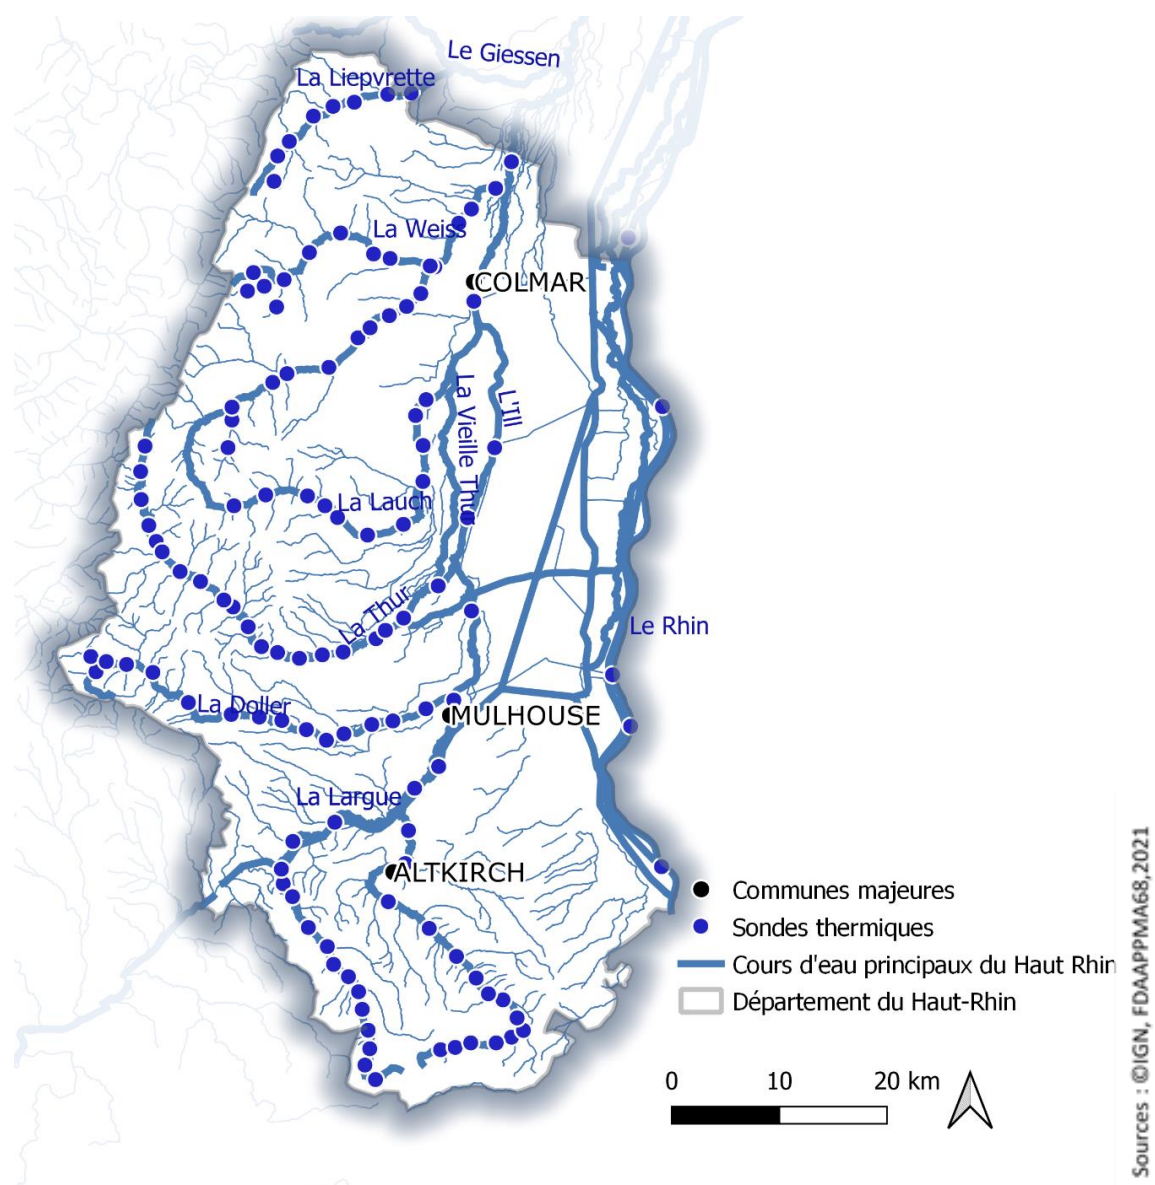 Le Giessen
La Liepvrette
La Weiss
COLMAR
La Vieille Thur
L'Ill
La Lauch
La Thur
Le Rhin
La Doller
MULHOUSE
La Largue
ALTKIRCH
Communes majeures
Sondes thermiques
Cours d'eau principaux du Haut Rhin
Département du Haut-Rhin
0 10 20 km
Sources : ©IGN, FDAAPPMA68,2021